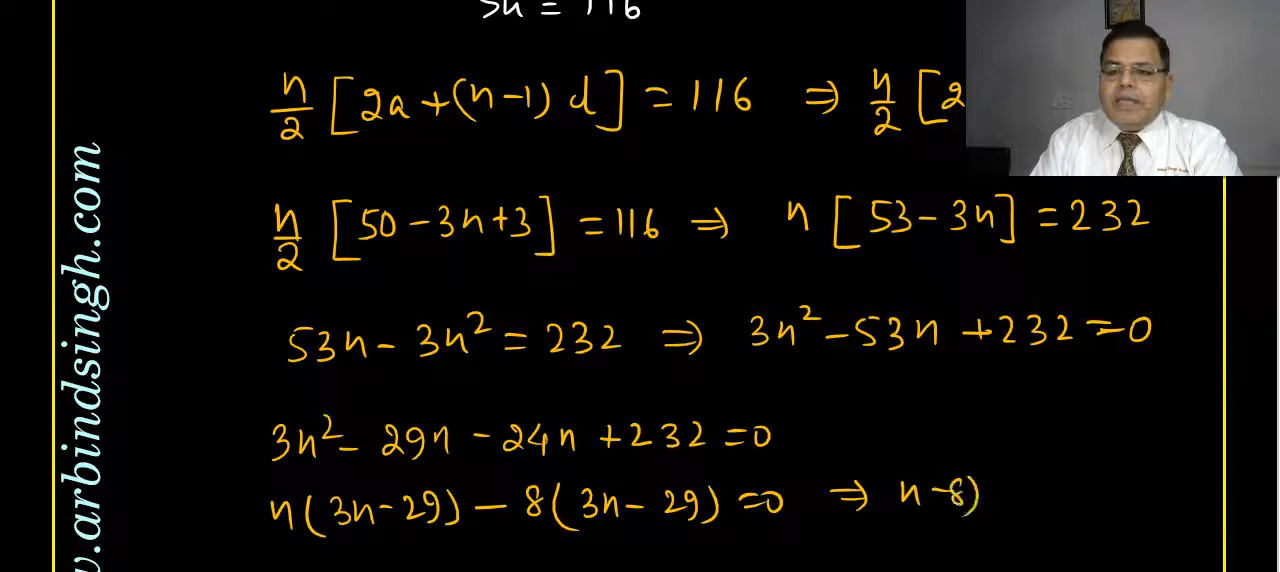 Sn = 116
n/2 [2a + (n - 1) d] = 116 ⇒ n/2 [2
n/2 [50 - 3n + 3] = 116 ⇒ n [53 - 3n] = 232
53n - 3n² = 232 ⇒ 3n² - 53n + 232 = 0
3n² - 29n - 24n + 232 = 0
n(3n - 29) - 8(3n - 29) = 0 ⇒ n - 8)
w.arbindsingh.com